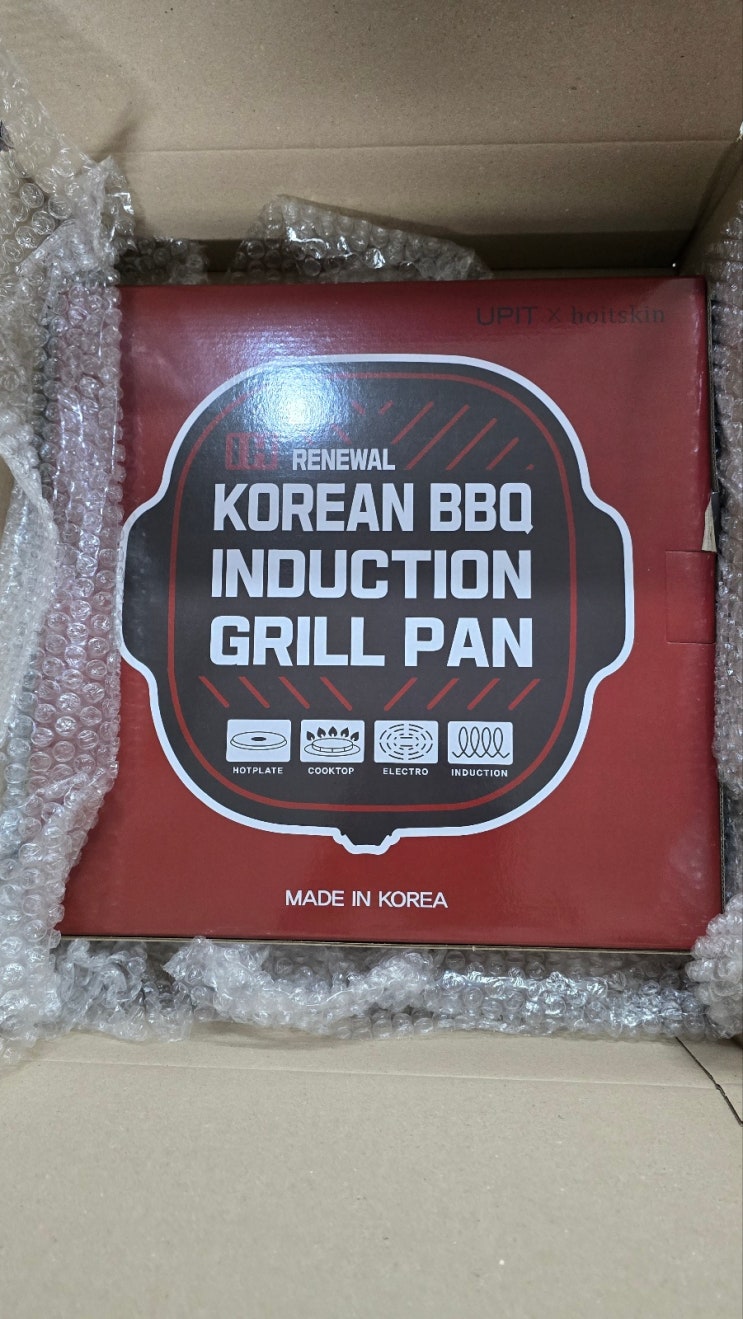 UPIT × hoitskin
RENEWAL
KOREAN BBQ
INDUCTION
GRILL PAN
HOTPLATE COOKTOP ELECTRO INDUCTION
MADE IN KOREA